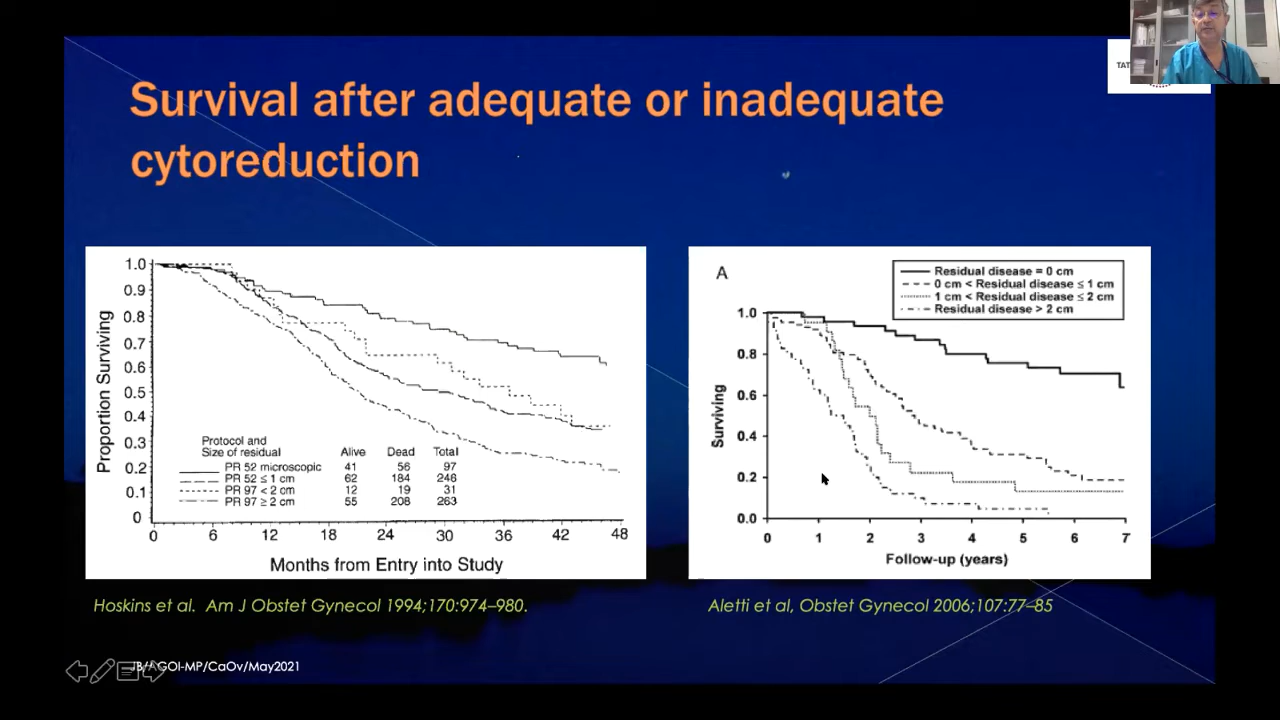 TAT
Survival after adequate or inadequate
cytoreduction
Proportion Surviving
1.0
0.9
0.8
0.7
0.6
0.5
0.4
0.3
0.2
0.1
0
Protocol and
Size of residual Alive Dead Total
PR 52 microscopic 41 56 97
PR 52 ≤ 1 cm 62 184 246
PR 97 < 2 cm 12 19 31
PR 97 ≥ 2 cm 55 208 263
0 6 12 18 24 30 36 42 48
Months from Entry into Study
Hoskins et al. Am J Obstet Gynecol 1994;170:974–980.
A
Residual disease = 0 cm
0 cm < Residual disease ≤ 1 cm
1 cm < Residual disease ≤ 2 cm
Residual disease > 2 cm
Surviving
1.0
0.8
0.6
0.4
0.2
0.0
0 1 2 3 4 5 6 7
Follow-up (years)
Aletti et al, Obstet Gynecol 2006;107:77–85
GOI-MP/CaOv/May2021